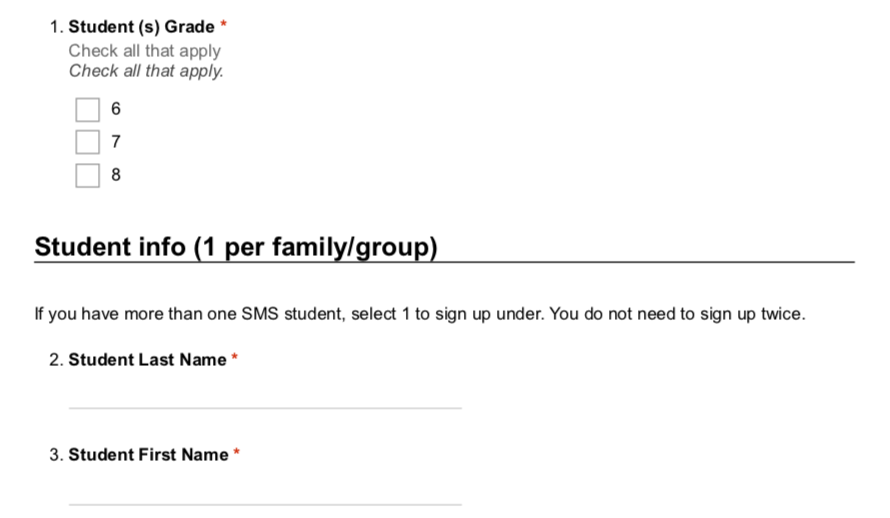 1. Student (s) Grade *
Check all that apply
Check all that apply.
6
7
8
Student info (1 per family/group)
If you have more than one SMS student, select 1 to sign up under. You do not need to sign up twice.
2. Student Last Name *
3. Student First Name *